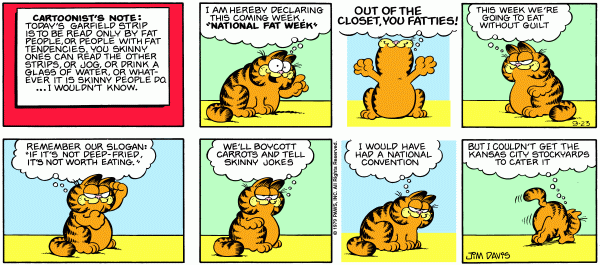 CARTOONIST'S NOTE:
TODAY'S GARFIELD STRIP
IS TO BE READ ONLY BY FAT
PEOPLE, OR PEOPLE WITH FAT
TENDENCIES. YOU SKINNY
ONES CAN READ THE OTHER
STRIPS, OR JOG, OR DRINK A
GLASS OF WATER, OR WHAT-
EVER IT IS SKINNY PEOPLE DO.
...I WOULDN'T KNOW.
I AM HEREBY DECLARING
THIS COMING WEEK,
"NATIONAL FAT WEEK"
OUT OF THE
CLOSET, YOU FATTIES!
THIS WEEK WE'RE
GOING TO EAT
WITHOUT GUILT
9-23
REMEMBER OUR SLOGAN:
"IF IT'S NOT DEEP-FRIED,
IT'S NOT WORTH EATING."
WE'LL BOYCOTT
CARROTS AND TELL
SKINNY JOKES
I WOULD HAVE
HAD A NATIONAL
CONVENTION
BUT I COULDN'T GET THE
KANSAS CITY STOCKYARDS
TO CATER IT
JIM DAVIS